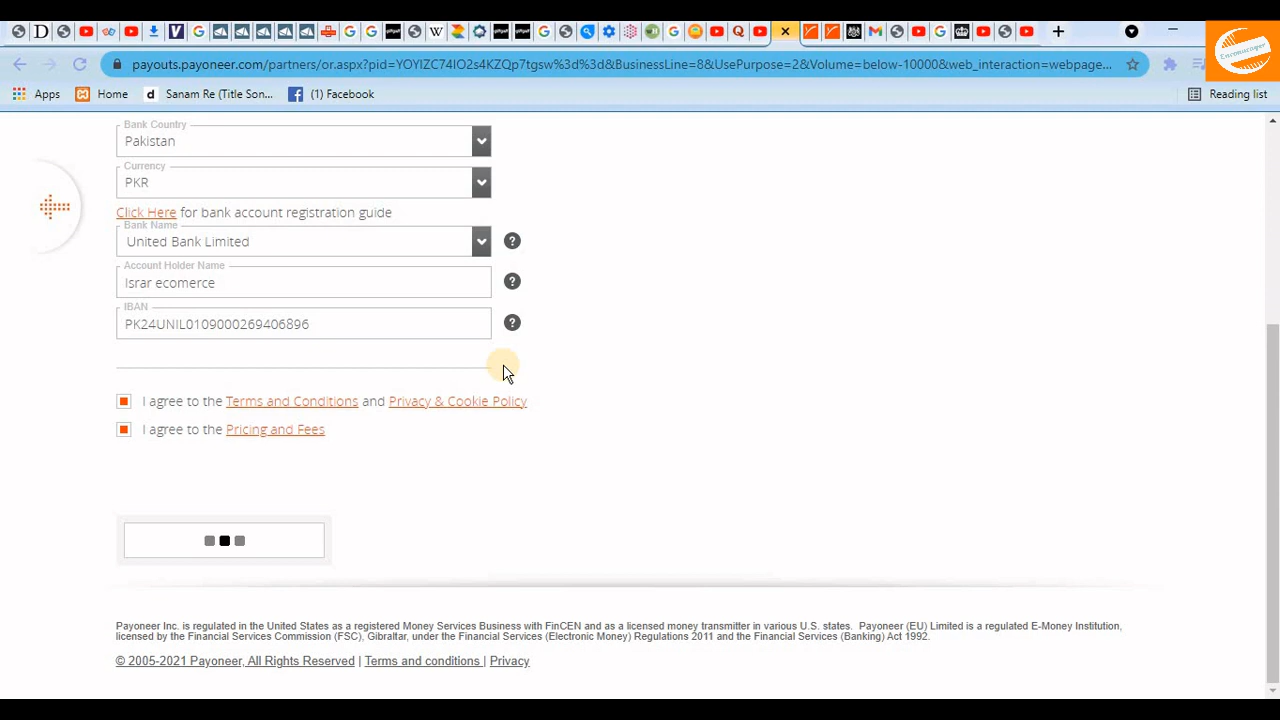 payouts.payoneer.com/partners/or.aspx?pid=YOYIZC74IO2s4KZQp7tqsw%3d%3d&BusinessLine=8&UsePurpose=2&Volume=below-10000&web_interaction=webpage...
Apps Home d Sanam Re (Title Son... (1) Facebook Reading list
Bank Country
Pakistan
Currency
PKR
Click Here for bank account registration guide
Bank Name
United Bank Limited
Account Holder Name
Israr ecomerce
IBAN
PK24UNIL0109000269406896
I agree to the Terms and Conditions and Privacy & Cookie Policy
I agree to the Pricing and Fees
Payoneer Inc. is regulated in the United States as a registered Money Services Business with FinCEN and as a licensed money transmitter in various U.S. states. Payoneer (EU) Limited is a regulated E-Money Institution,
licensed by the Financial Services Commission (FSC), Gibraltar, under the Financial Services (Electronic Money) Regulations 2011 and the Financial Services (Banking) Act 1992.
© 2005-2021 Payoneer, All Rights Reserved | Terms and conditions | Privacy